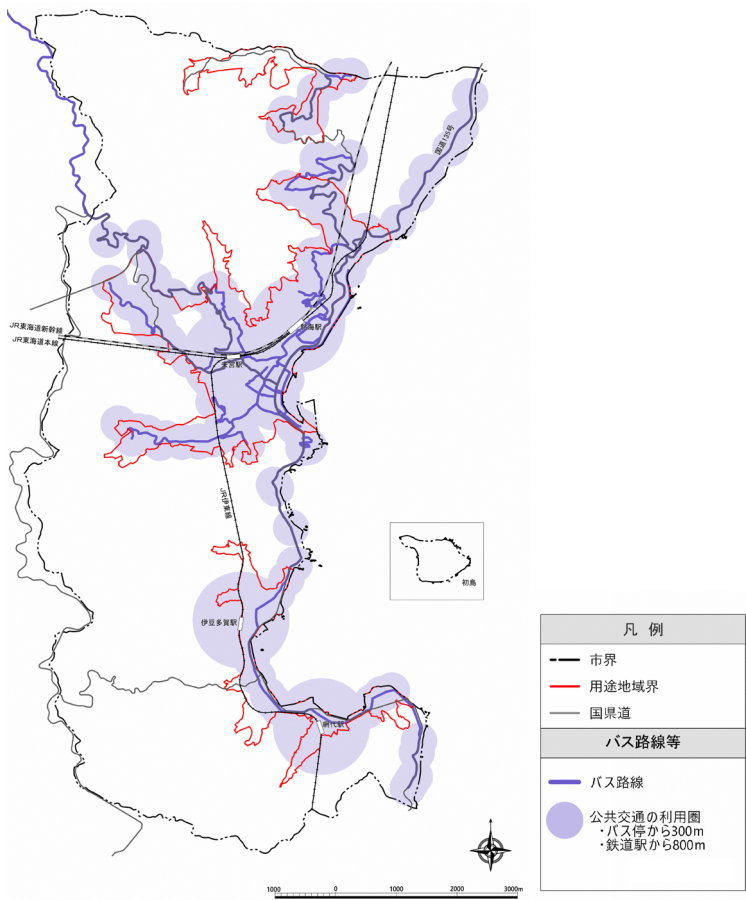 国道135号
JR東海道新幹線
JR東海道本線
熱海駅
来宮駅
JR伊東線
初島
伊豆多賀駅
網代駅
凡 例
市界
用途地域界
国県道
バス路線等
バス路線
公共交通の利用圏
・バス停から300m
・鉄道駅から800m
1000 0 1000 2000 3000m